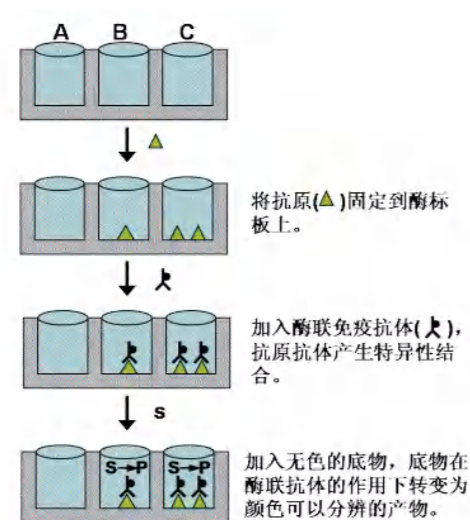 A B C
将抗原(▲)固定到酶标
板上。
加入酶联免疫抗体( ),
抗原抗体产生特异性结
合。
s
加入无色的底物，底物在
酶联抗体的作用下转变为
颜色可以分辨的产物。
S→P S→P